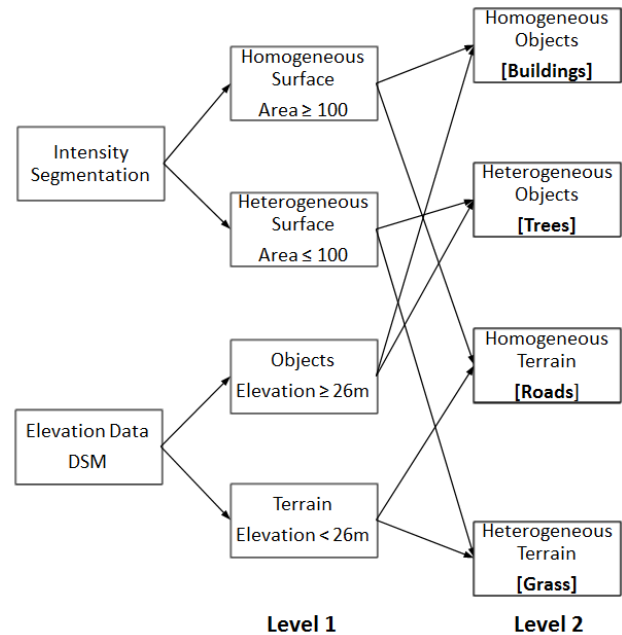 Intensity
Segmentation
Elevation Data
DSM
Homogeneous
Surface
Area ≥ 100
Heterogeneous
Surface
Area ≤ 100
Objects
Elevation ≥ 26m
Terrain
Elevation < 26m
Level 1
Homogeneous
Objects
[Buildings]
Heterogeneous
Objects
[Trees]
Homogeneous
Terrain
[Roads]
Heterogeneous
Terrain
[Grass]
Level 2